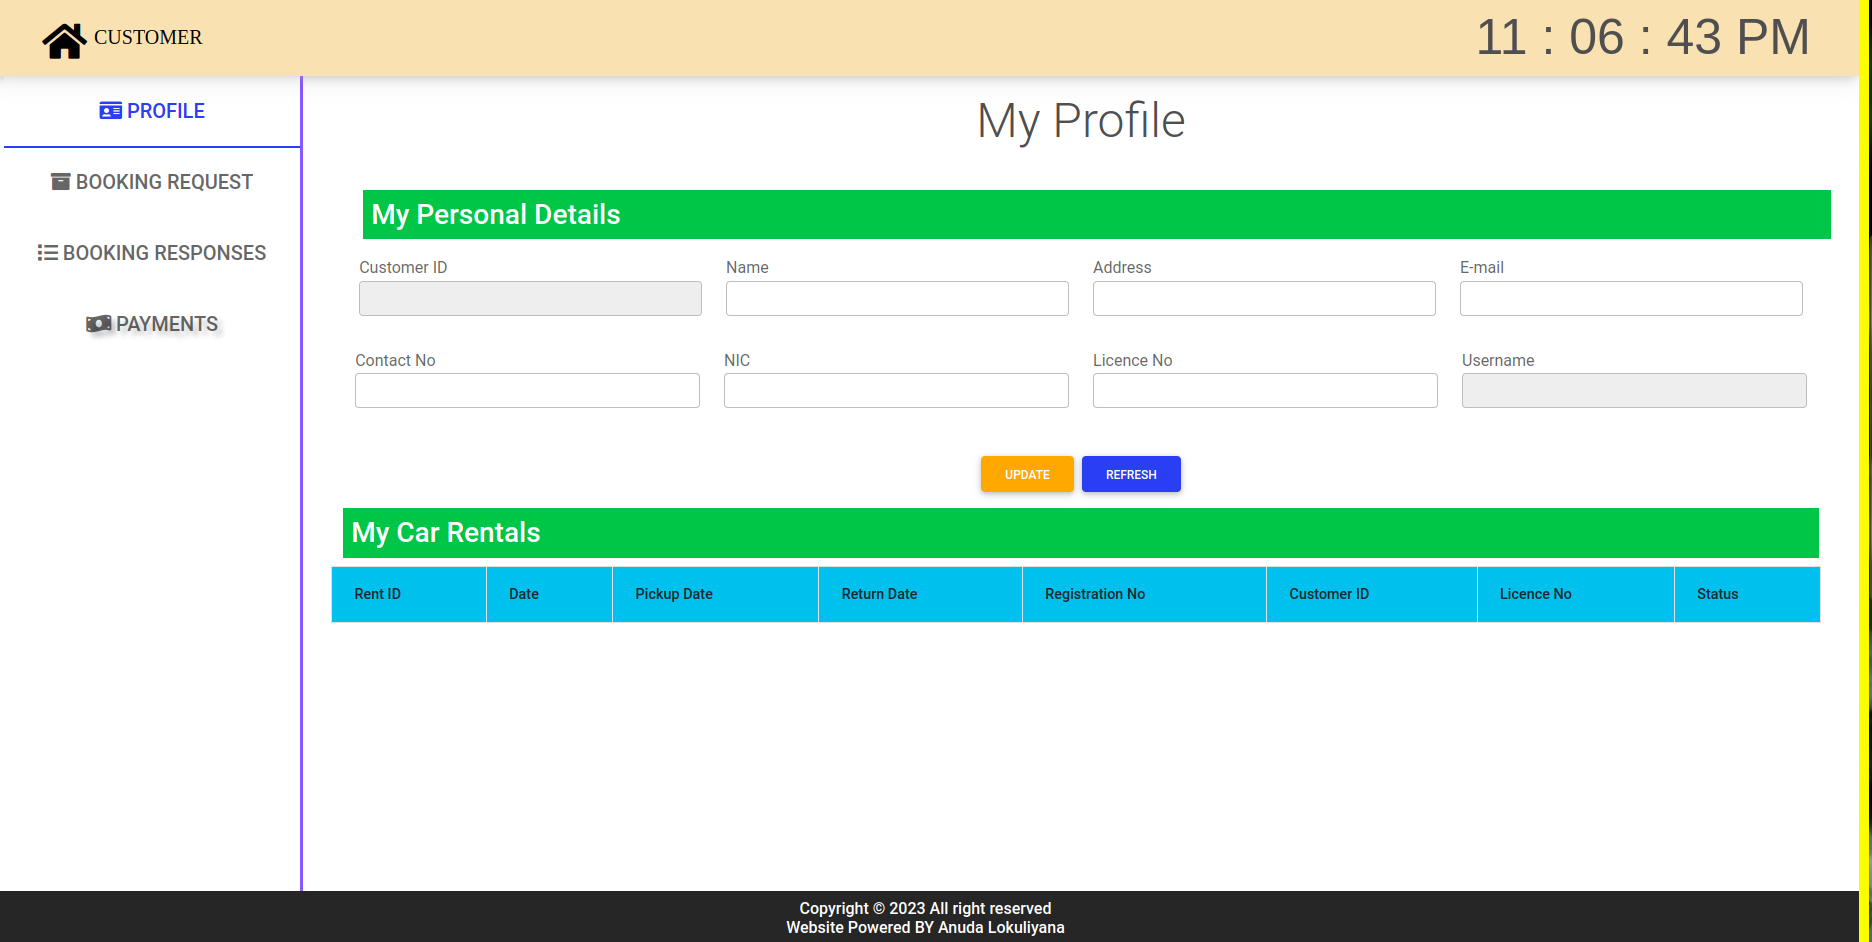 CUSTOMER
11 : 06 : 43 PM
PROFILE
BOOKING REQUEST
BOOKING RESPONSES
PAYMENTS
My Profile
My Personal Details
Customer ID
Name
Address
E-mail
Contact No
NIC
Licence No
Username
UPDATE
REFRESH
My Car Rentals
Rent ID
Date
Pickup Date
Return Date
Registration No
Customer ID
Licence No
Status
Copyright © 2023 All right reserved
Website Powered BY Anuda Lokuliyana